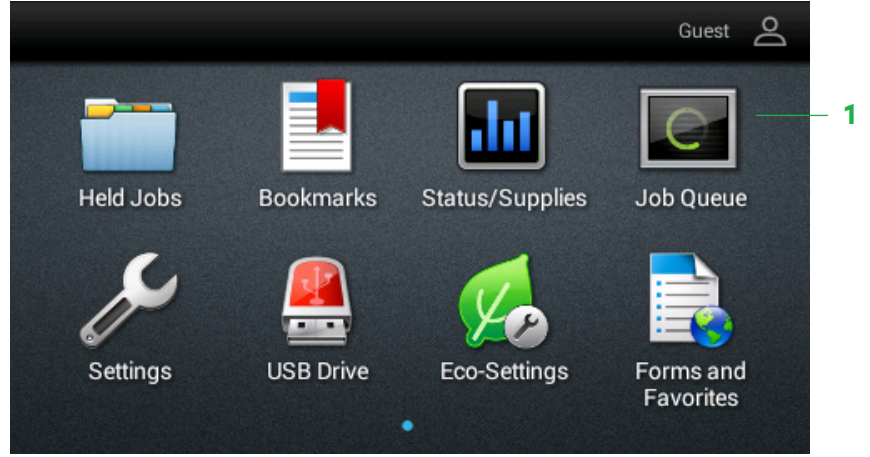 Guest
1
Held Jobs
Bookmarks
Status/Supplies
Job Queue
Settings
USB Drive
Eco-Settings
Forms and
Favorites